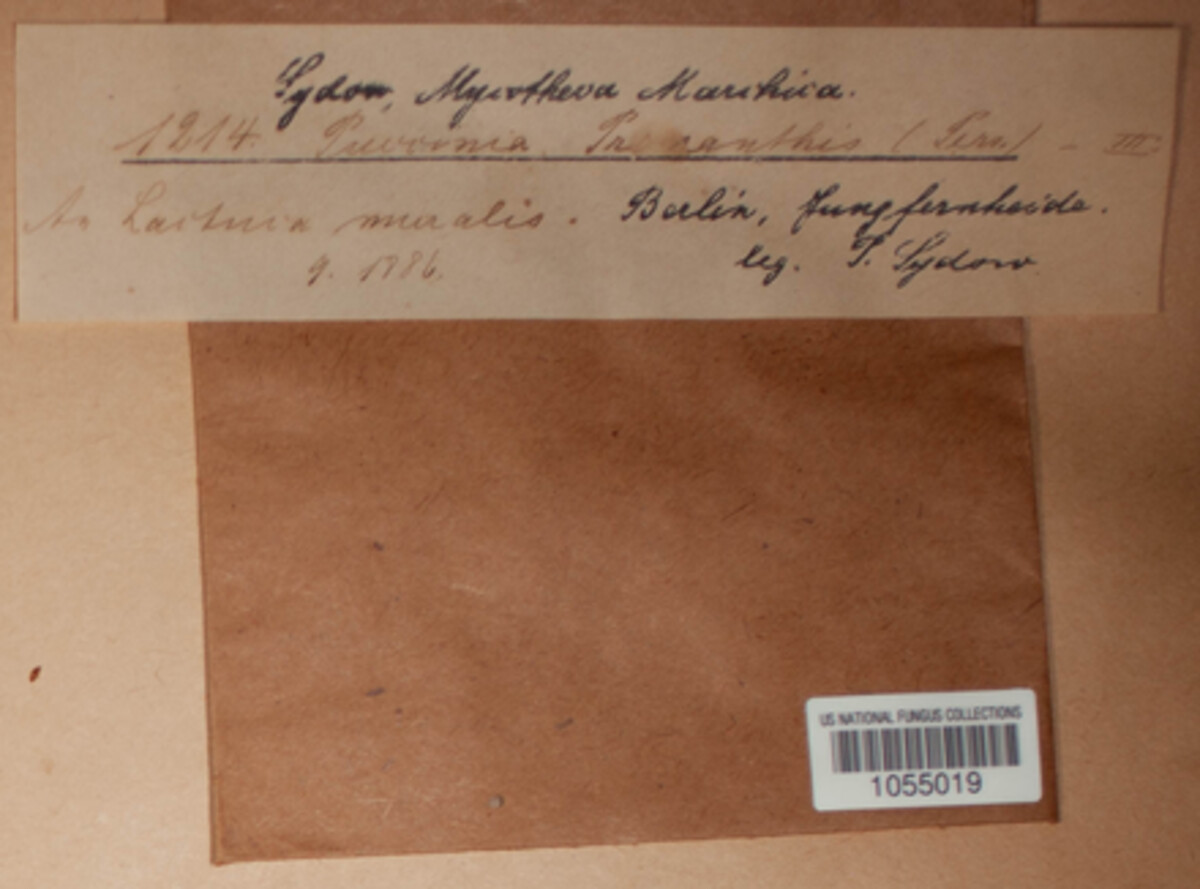 Sydow, Mycotheca Marchica.
1214. Puccinia Prenanthis (Pers.) - III.
An Lactuca muralis. Berlin, Jungfernheide.
9. 1886. leg. P. Sydow
US NATIONAL FUNGUS COLLECTIONS
1055019